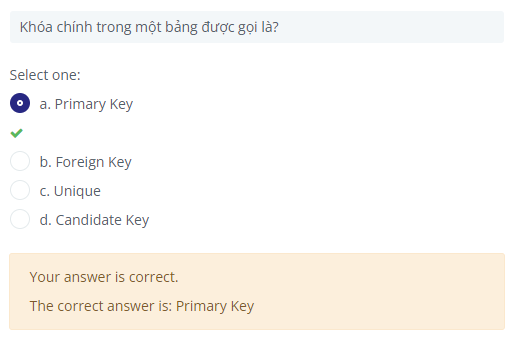 Khóa chính trong một bảng được gọi là?
Select one:
a. Primary Key
b. Foreign Key
c. Unique
d. Candidate Key
Your answer is correct.
The correct answer is: Primary Key